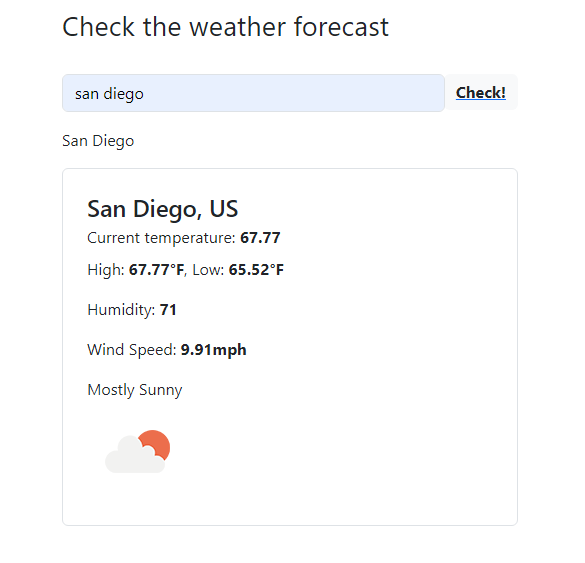 Check the weather forecast
san diego
Check!
San Diego
San Diego, US
Current temperature: 67.77
High: 67.77°F, Low: 65.52°F
Humidity: 71
Wind Speed: 9.91mph
Mostly Sunny